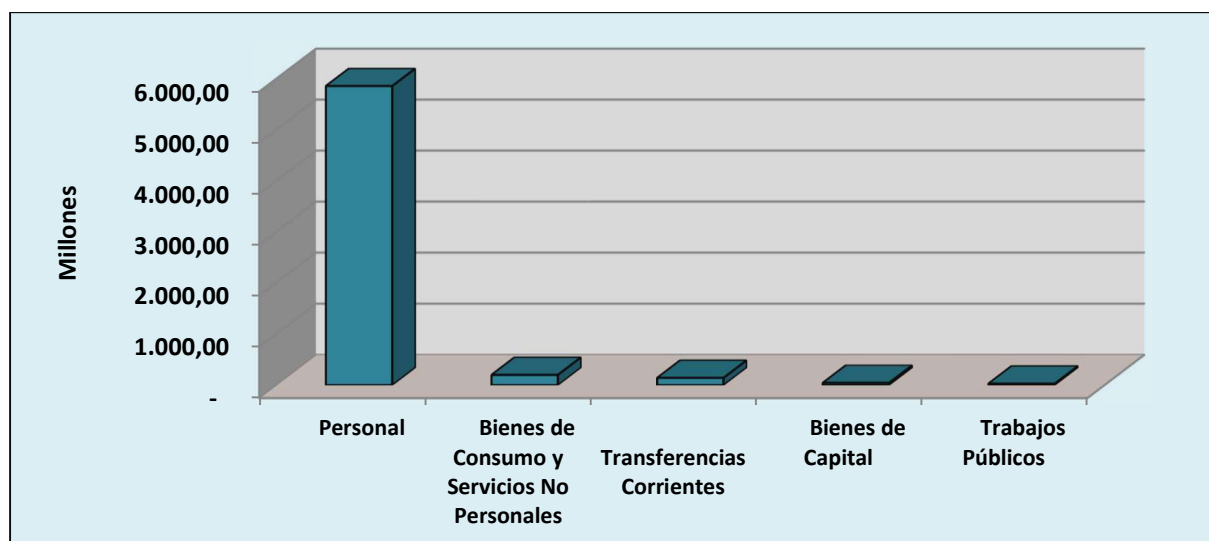 6.000,00
5.000,00
4.000,00
3.000,00
2.000,00
1.000,00
-
Millones
Personal
Bienes de
Consumo y
Servicios No
Personales
Transferencias
Corrientes
Bienes de
Capital
Trabajos
Públicos